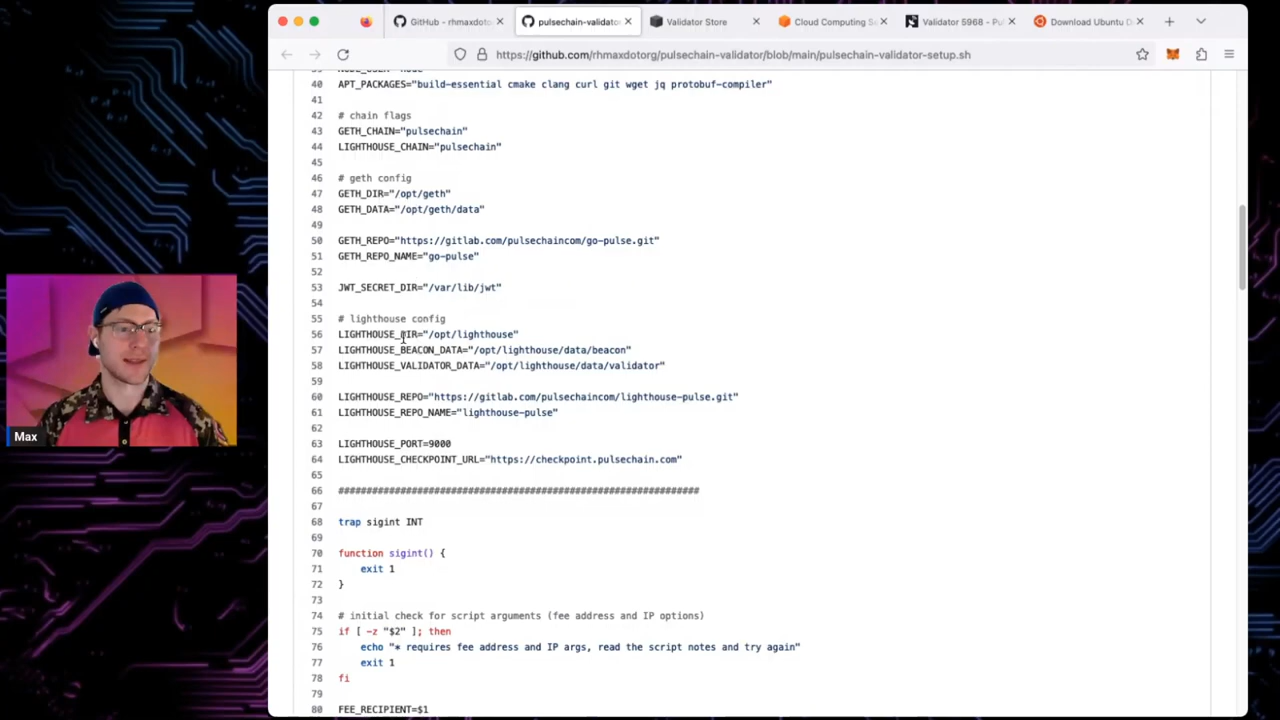 GitHub - rhmaxdoto
pulsechain-validato
Validator Store
Cloud Computing Se
Validator 5968 - Pul
Download Ubuntu D
https://github.com/rhmaxdotorg/pulsechain-validator/blob/main/pulsechain-validator-setup.sh
40 APT_PACKAGES="build-essential cmake clang curl git wget jq protobuf-compiler"
41
42 # chain flags
43 GETH_CHAIN="pulsechain"
44 LIGHTHOUSE_CHAIN="pulsechain"
45
46 # geth config
47 GETH_DIR="/opt/geth"
48 GETH_DATA="/opt/geth/data"
49
50 GETH_REPO="https://gitlab.com/pulsechaincom/go-pulse.git"
51 GETH_REPO_NAME="go-pulse"
52
53 JWT_SECRET_DIR="/var/lib/jwt"
54
55 # lighthouse config
56 LIGHTHOUSE_DIR="/opt/lighthouse"
57 LIGHTHOUSE_BEACON_DATA="/opt/lighthouse/data/beacon"
58 LIGHTHOUSE_VALIDATOR_DATA="/opt/lighthouse/data/validator"
59
60 LIGHTHOUSE_REPO="https://gitlab.com/pulsechaincom/lighthouse-pulse.git"
61 LIGHTHOUSE_REPO_NAME="lighthouse-pulse"
62
63 LIGHTHOUSE_PORT=9000
64 LIGHTHOUSE_CHECKPOINT_URL="https://checkpoint.pulsechain.com"
65
66 ################################################################
67
68 trap sigint INT
69
70 function sigint() {
71 exit 1
72 }
73
74 # initial check for script arguments (fee address and IP options)
75 if [ -z "$2" ]; then
76 echo "* requires fee address and IP args, read the script notes and try again"
77 exit 1
78 fi
79
80 FEE_RECIPIENT=$1
Max